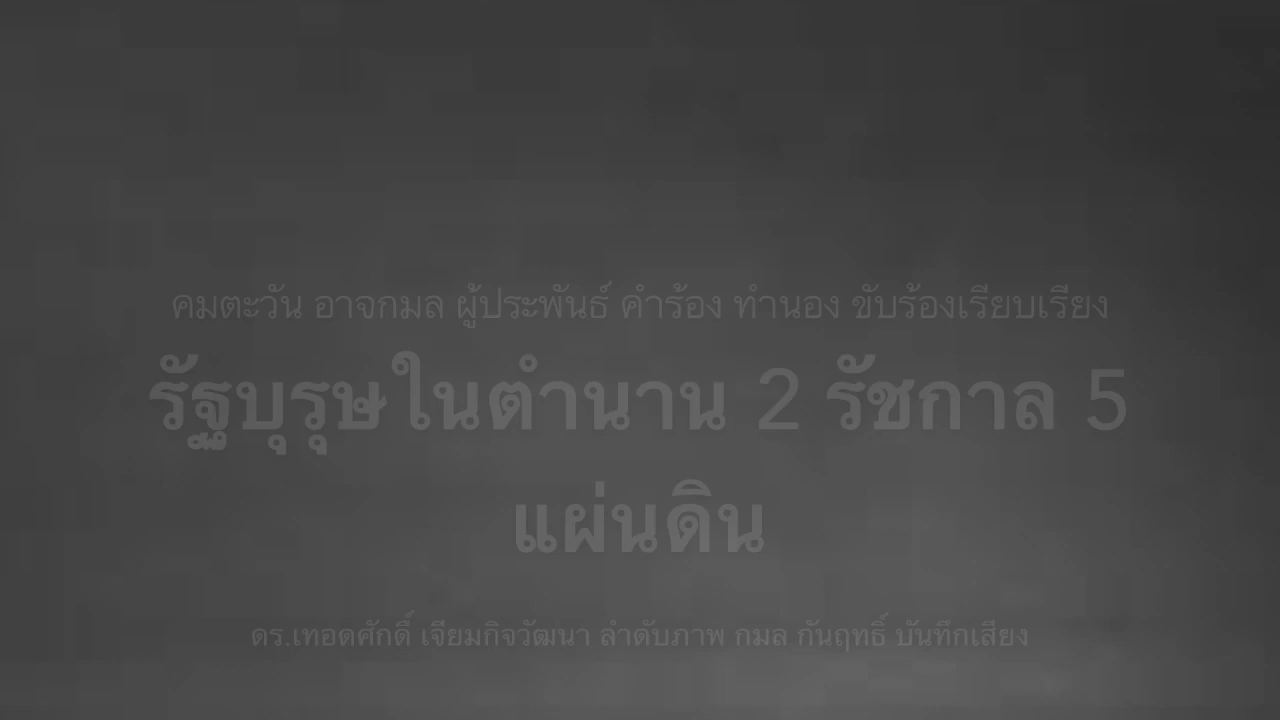 คมตะวัน อาจกมล ผู้ประพันธ์ คำร้อง ทำนอง ขับร้องเรียบเรียง
รัฐบุรุษในตำนาน 2 รัชกาล 5
แผ่นดิน
ดร.เทอดศักดิ์ เจียมกิจวัฒนา ลำดับภาพ กมล กันฤทธิ์ บันทึกเสียง